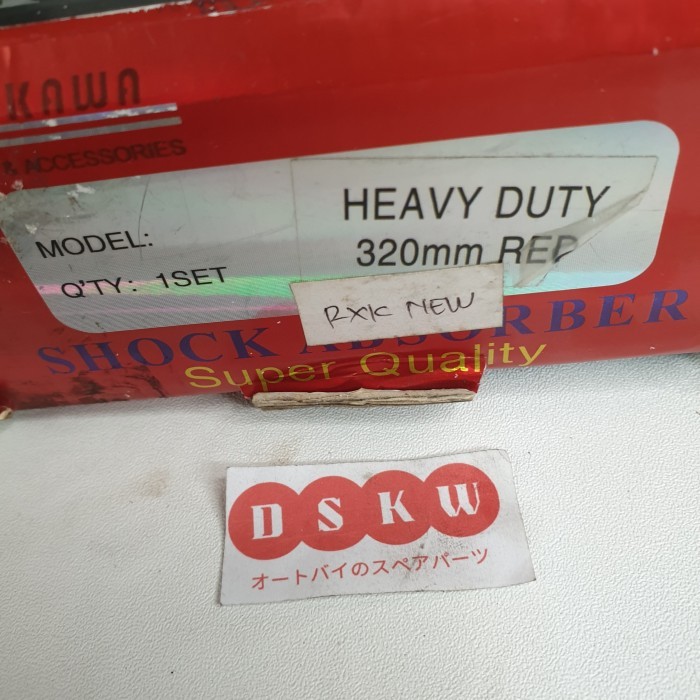 KAWA
& ACCESSORIES
MODEL:
HEAVY DUTY
320mm RED
Q'TY: 1SET
RXK NEW
SHOCK ABSORBER
Super Quality
DSKW
オートバイのスペアパーツ